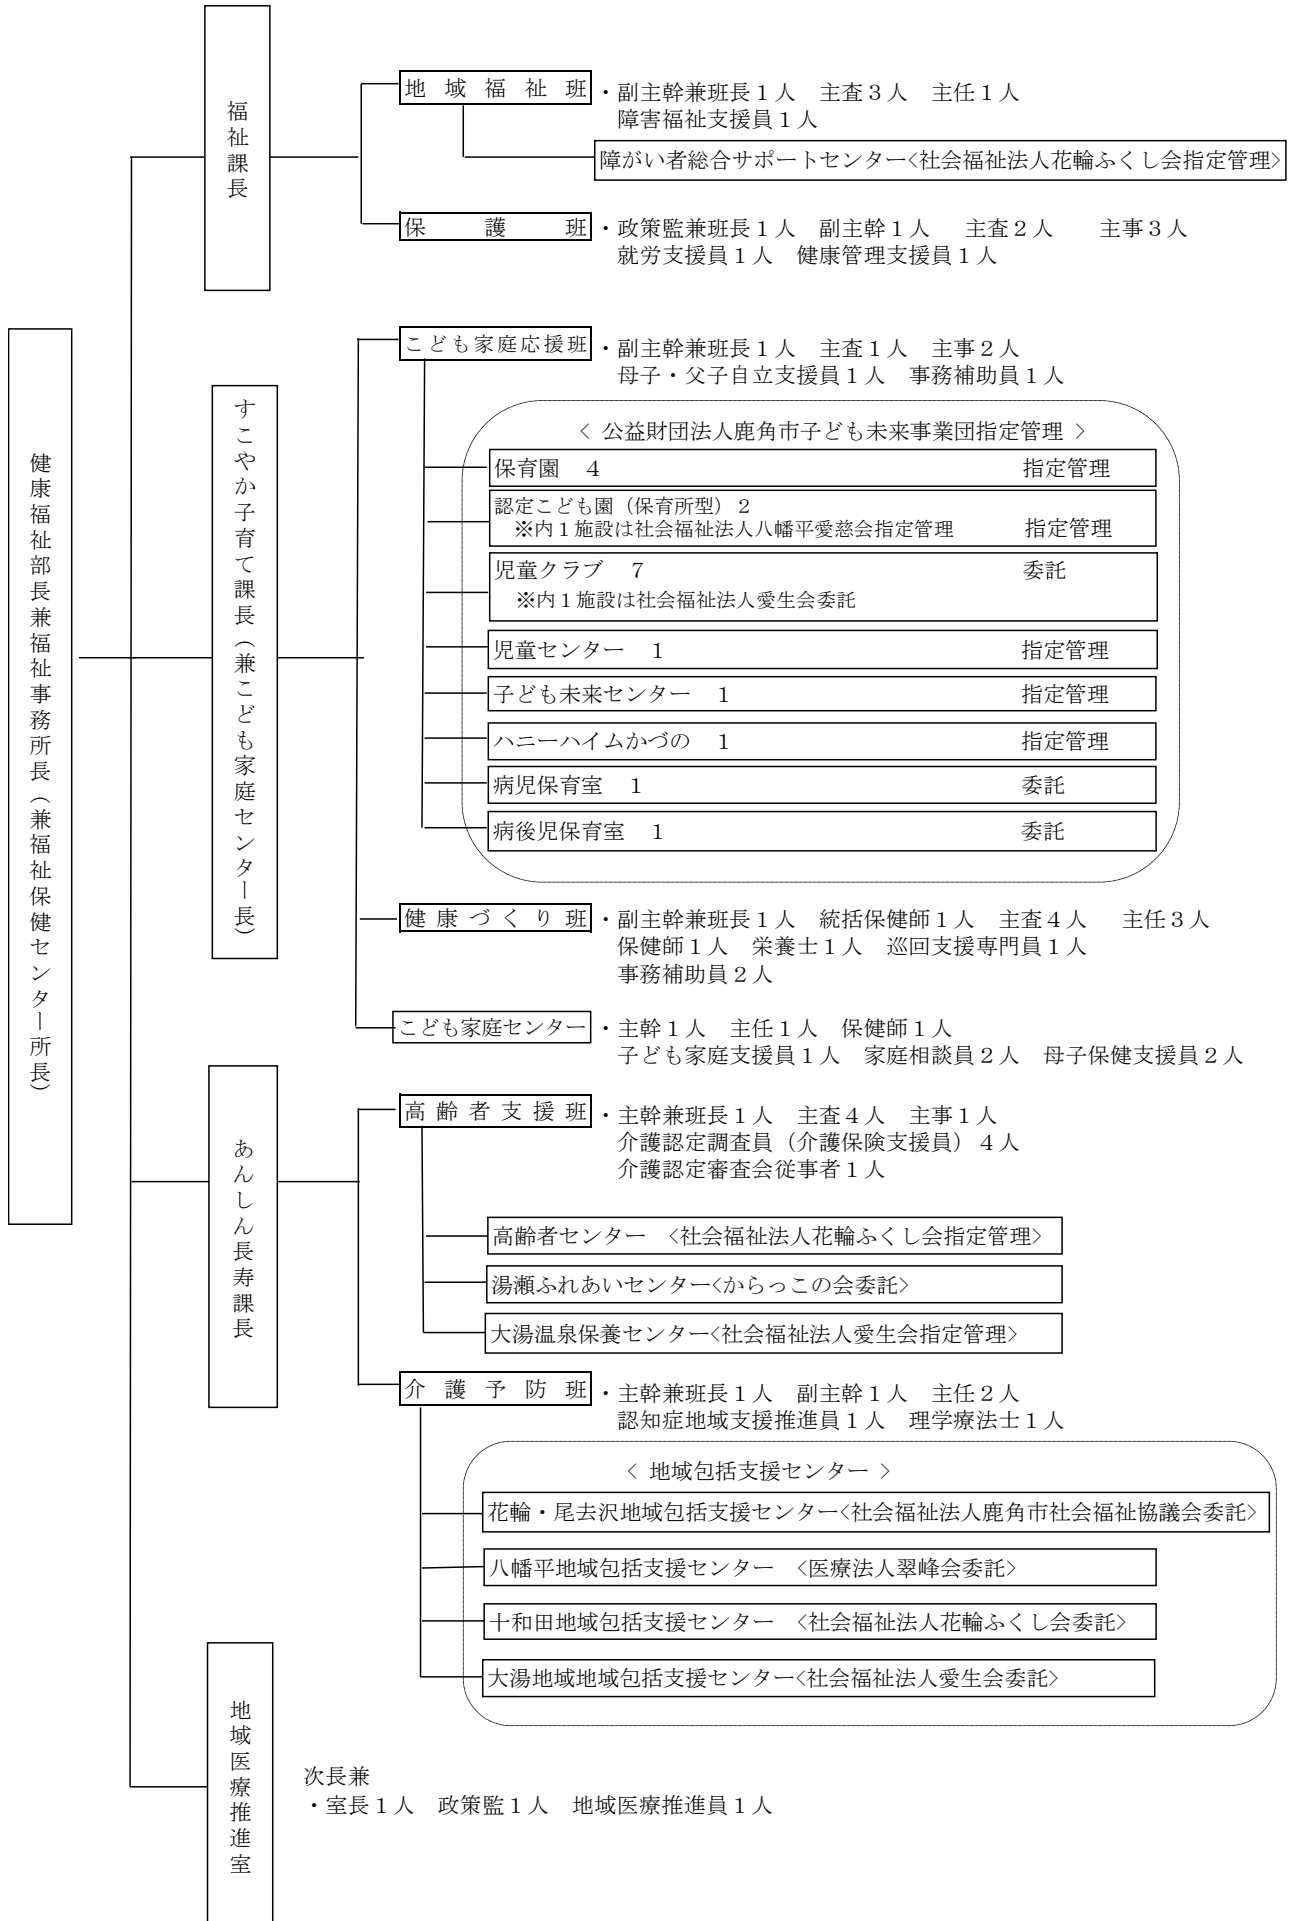 健康福祉部長兼福祉事務所長（兼福祉保健センター所長）
福祉課長
地域福祉班
・副主幹兼班長１人　主査３人　主任１人
障害福祉支援員１人
障がい者総合サポートセンター<社会福祉法人花輪ふくし会指定管理>
保護班
・政策監兼班長１人　副主幹１人　主査２人　主事３人
就労支援員１人　健康管理支援員１人
すこやか子育て課長（兼こども家庭センター長）
こども家庭応援班
・副主幹兼班長１人　主査１人　主事２人
母子・父子自立支援員１人　事務補助員１人
< 公益財団法人鹿角市子ども未来事業団指定管理 >
保育園　４　指定管理
認定こども園（保育所型）２
※内１施設は社会福祉法人八幡平愛慈会指定管理　指定管理
児童クラブ　７　委託
※内１施設は社会福祉法人愛生会委託
児童センター　１　指定管理
子ども未来センター　１　指定管理
ハニーハイムかづの　１　指定管理
病児保育室　１　委託
病後児保育室　１　委託
健康づくり班
・副主幹兼班長１人　統括保健師１人　主査４人　主任３人
保健師１人　栄養士１人　巡回支援専門員１人
事務補助員２人
こども家庭センター
・主幹１人　主任１人　保健師１人
子ども家庭支援員１人　家庭相談員２人　母子保健支援員２人
あんしん長寿課長
高齢者支援班
・主幹兼班長１人　主査４人　主事１人
介護認定調査員（介護保険支援員）４人
介護認定審査会従事者１人
高齢者センター　<社会福祉法人花輪ふくし会指定管理>
湯瀬ふれあいセンター<からっこの会委託>
大湯温泉保養センター<社会福祉法人愛生会指定管理>
介護予防班
・主幹兼班長１人　副主幹１人　主任２人
認知症地域支援推進員１人　理学療法士１人
< 地域包括支援センター >
花輪・尾去沢地域包括支援センター<社会福祉法人鹿角市社会福祉協議会委託>
八幡平地域包括支援センター　<医療法人翠峰会委託>
十和田地域包括支援センター　<社会福祉法人花輪ふくし会委託>
大湯地域地域包括支援センター<社会福祉法人愛生会委託>
地域医療推進室
次長兼
・室長１人　政策監１人　地域医療推進員１人